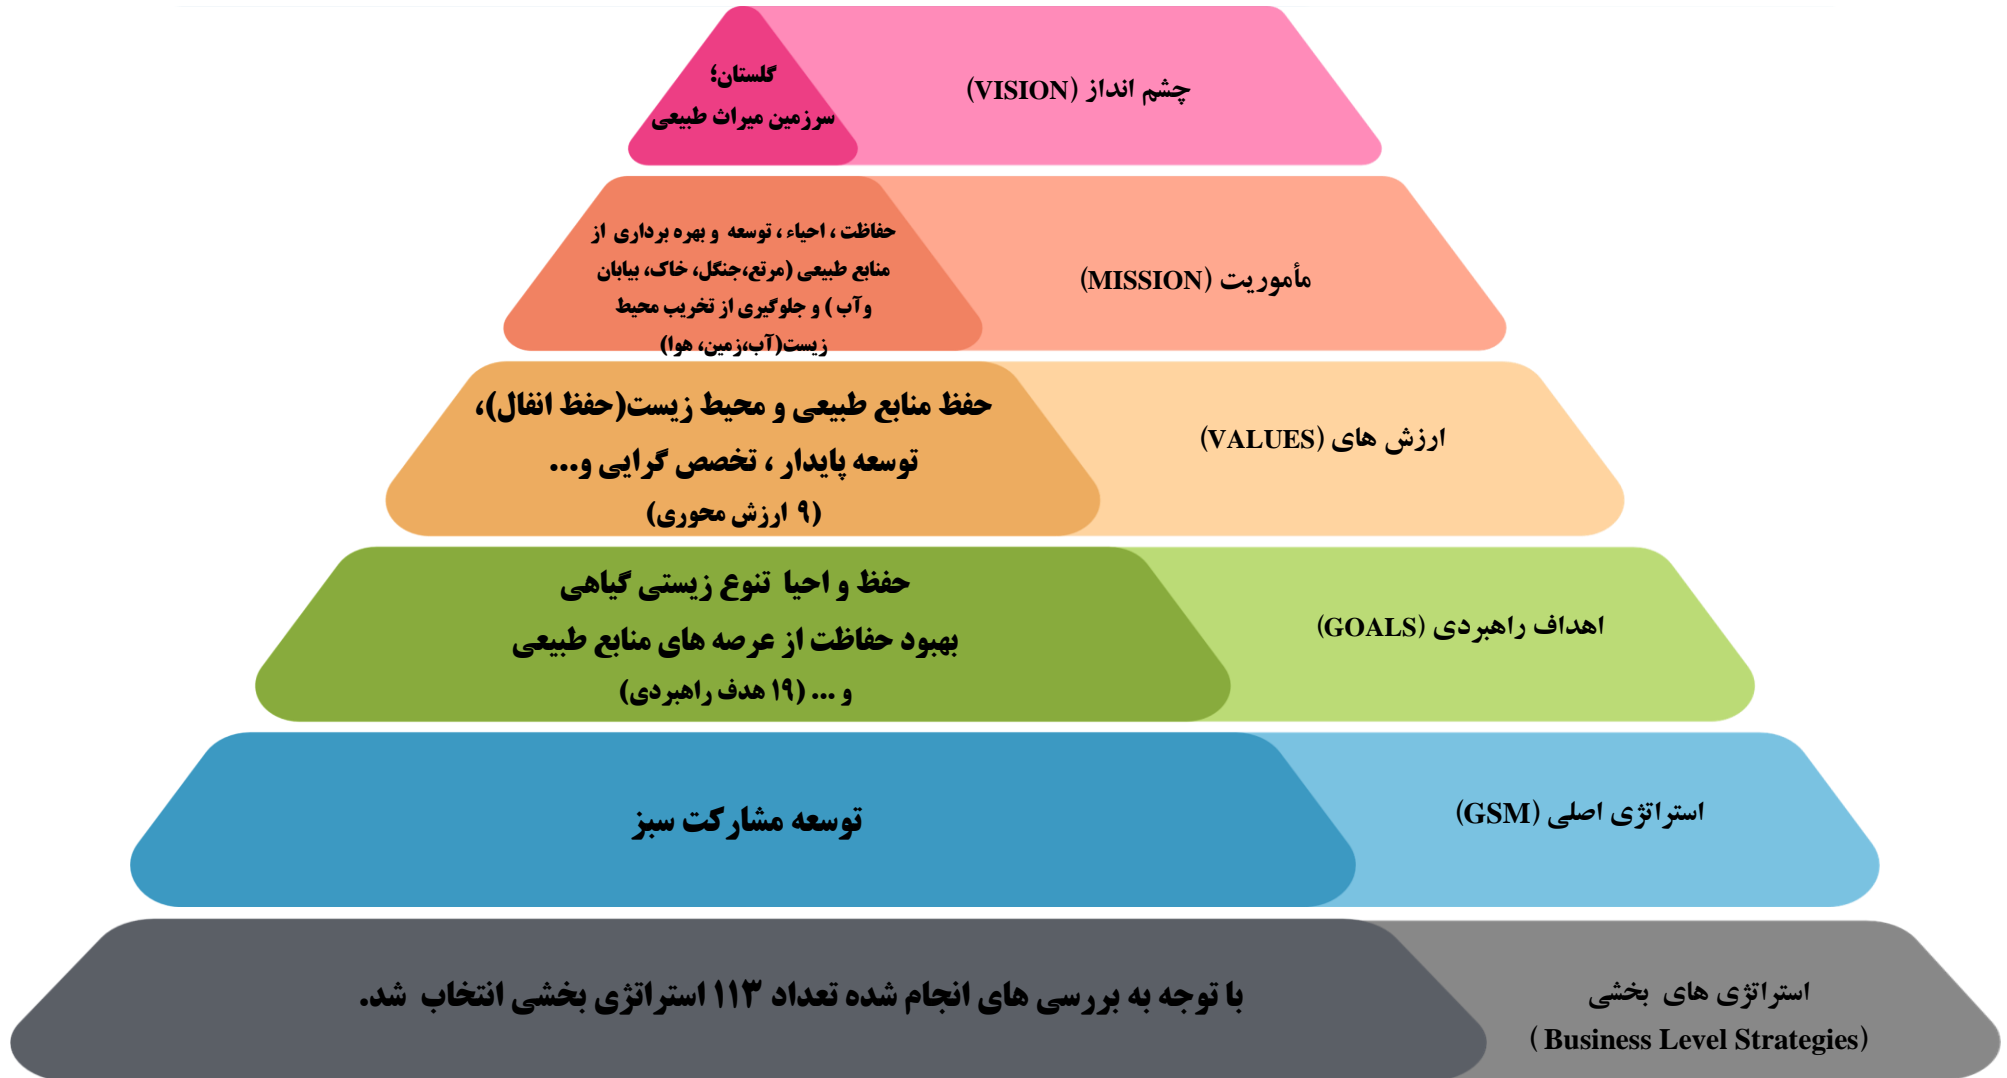 چشم انداز (VISION)
گلستان؛
سرزمین میراث طبیعی
مأموریت (MISSION)
حفاظت ، احیاء ، توسعه و بهره برداری از
منابع طبیعی (مرتع،جنگل، خاک، بیابان
وآب ) و جلوگیری از تخریب محیط
زیست(آب،زمین، هوا)
ارزش های (VALUES)
حفظ منابع طبیعی و محیط زیست(حفظ انفال)،
توسعه پایدار ، تخصص گرایی و...
(۹ ارزش محوری)
اهداف راهبردی (GOALS)
حفظ و احیا تنوع زیستی گیاهی
بهبود حفاظت از عرصه های منابع طبیعی
و ... (۱۹ هدف راهبردی)
استراتژی اصلی (GSM)
توسعه مشارکت سبز
استراتژی های بخشی
( Business Level Strategies)
با توجه به بررسی های انجام شده تعداد ۱۱۳ استراتژی بخشی انتخاب شد.